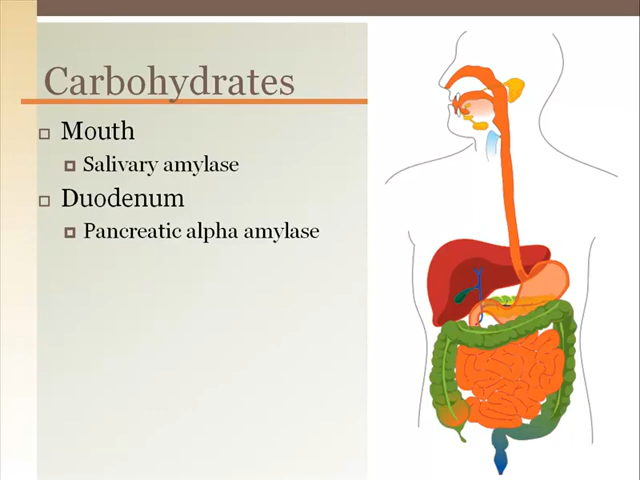 Carbohydrates
Mouth
Salivary amylase
Duodenum
Pancreatic alpha amylase